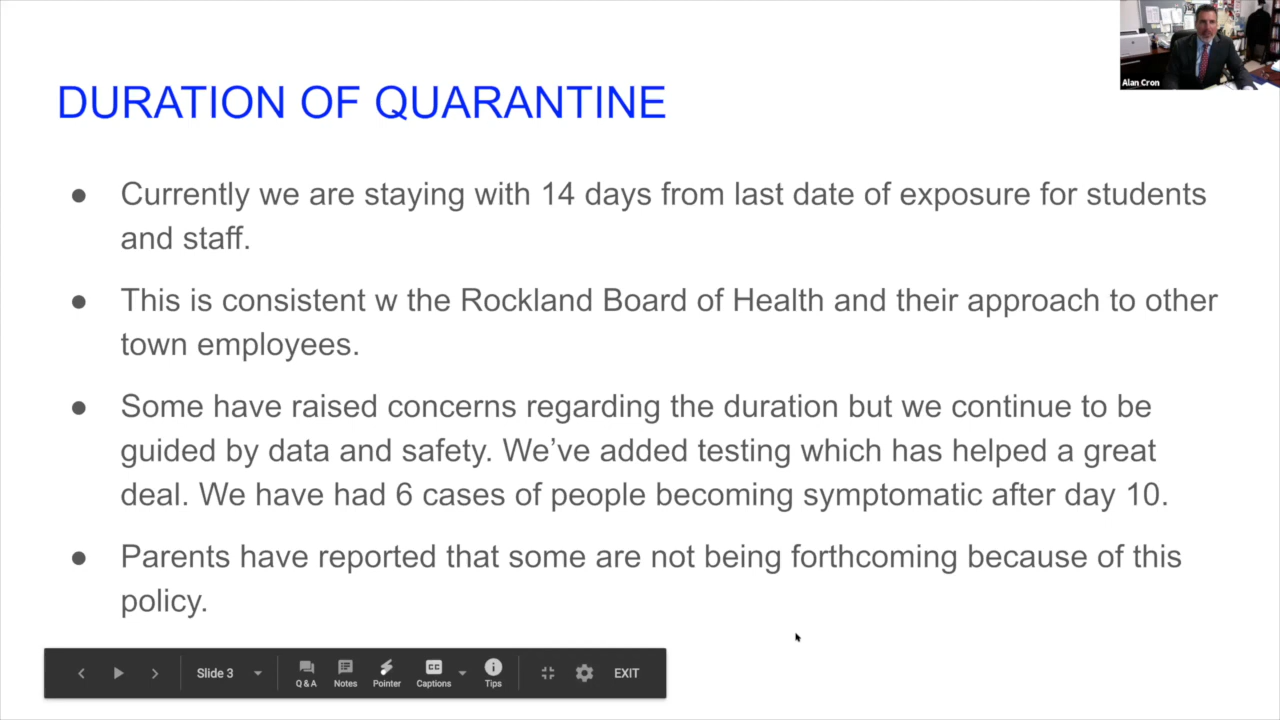 Alan Cron
DURATION OF QUARANTINE
● Currently we are staying with 14 days from last date of exposure for students
and staff.
● This is consistent w the Rockland Board of Health and their approach to other
town employees.
● Some have raised concerns regarding the duration but we continue to be
guided by data and safety. We’ve added testing which has helped a great
deal. We have had 6 cases of people becoming symptomatic after day 10.
● Parents have reported that some are not being forthcoming because of this
policy.
Slide 3
Q & A Notes Pointer CC Captions Tips
EXIT